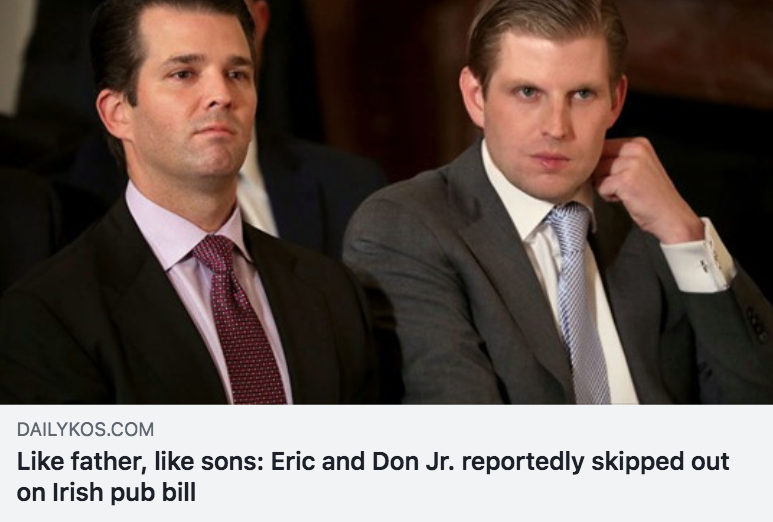 DAILYKOS.COM
Like father, like sons: Eric and Don Jr. reportedly skipped out
on Irish pub bill